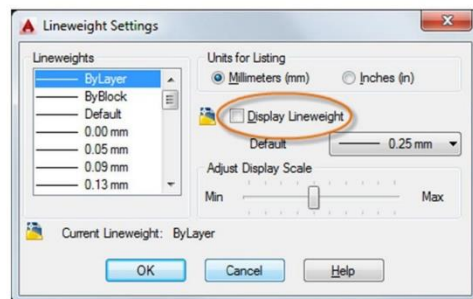 Lineweight Settings
Lineweights
ByLayer
ByBlock
Default
0.00 mm
0.05 mm
0.09 mm
0.13 mm
Units for Listing
Millimeters (mm)
Inches (in)
Display Lineweight
Default
0.25 mm
Adjust Display Scale
Min
Max
Current Lineweight: ByLayer
OK
Cancel
Help